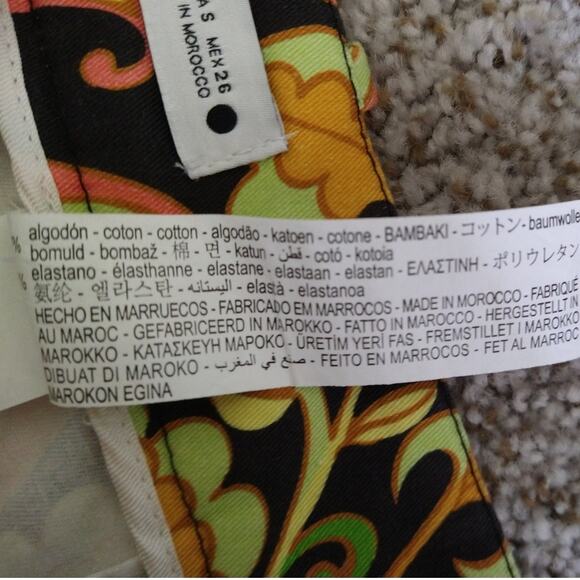 A S MEX 26
IN MOROCCO
% algodón - coton - cotton - algodão - katoen - cotone - BAMBAKI - コットン - baumwolle
bomuld - bombaž - 棉 - 면 - katun - قطن - cotó - kotoia
% elastano - élasthanne - elastane - elastaan - elastan - ΕΛΑΣΤΙΝΗ - ポリウレタン
氨纶 - 엘라스탄 - اليستانه - elastà - elastanoa
HECHO EN MARRUECOS - FABRICADO EM MARROCOS - MADE IN MOROCCO - FABRIQUÉ
AU MAROC - GEFABRICEERD IN MAROKKO - FATTO IN MAROCCO - HERGESTELLT IN
MAROKKO - ΚΑΤΑΣΚΕΥΗ ΜΑΡΟΚΟ - ÜRETİM YERİ FAS - FREMSTILLET I MAROKKO
DIBUAT DI MAROKO - صنع في المغرب - FEITO EN MARROCOS - FET AL MARROC
MAROKON EGINA